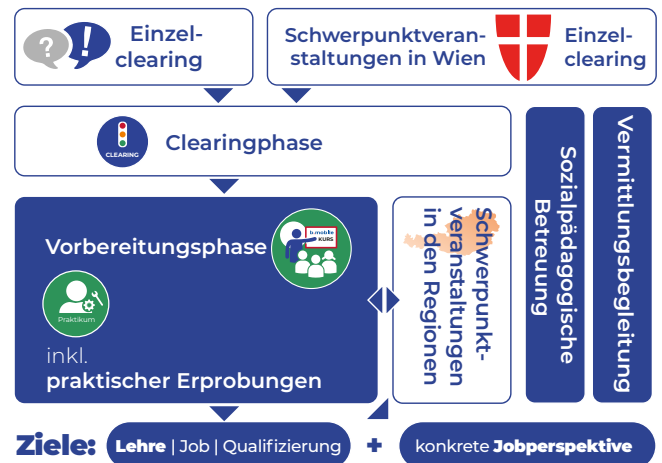 Einzel-
clearing
Schwerpunktveran-
staltungen in Wien
Einzel-
clearing
CLEARING
Clearingphase
Vorbereitungsphase
b.mobile
KURS
Praktikum
inkl.
praktischer Erprobungen
Schwerpunkt-
veranstaltungen
in den Regionen
Sozialpädagogische
Betreuung
Vermittlungsbegleitung
Ziele: Lehre | Job | Qualifizierung + konkrete Jobperspektive